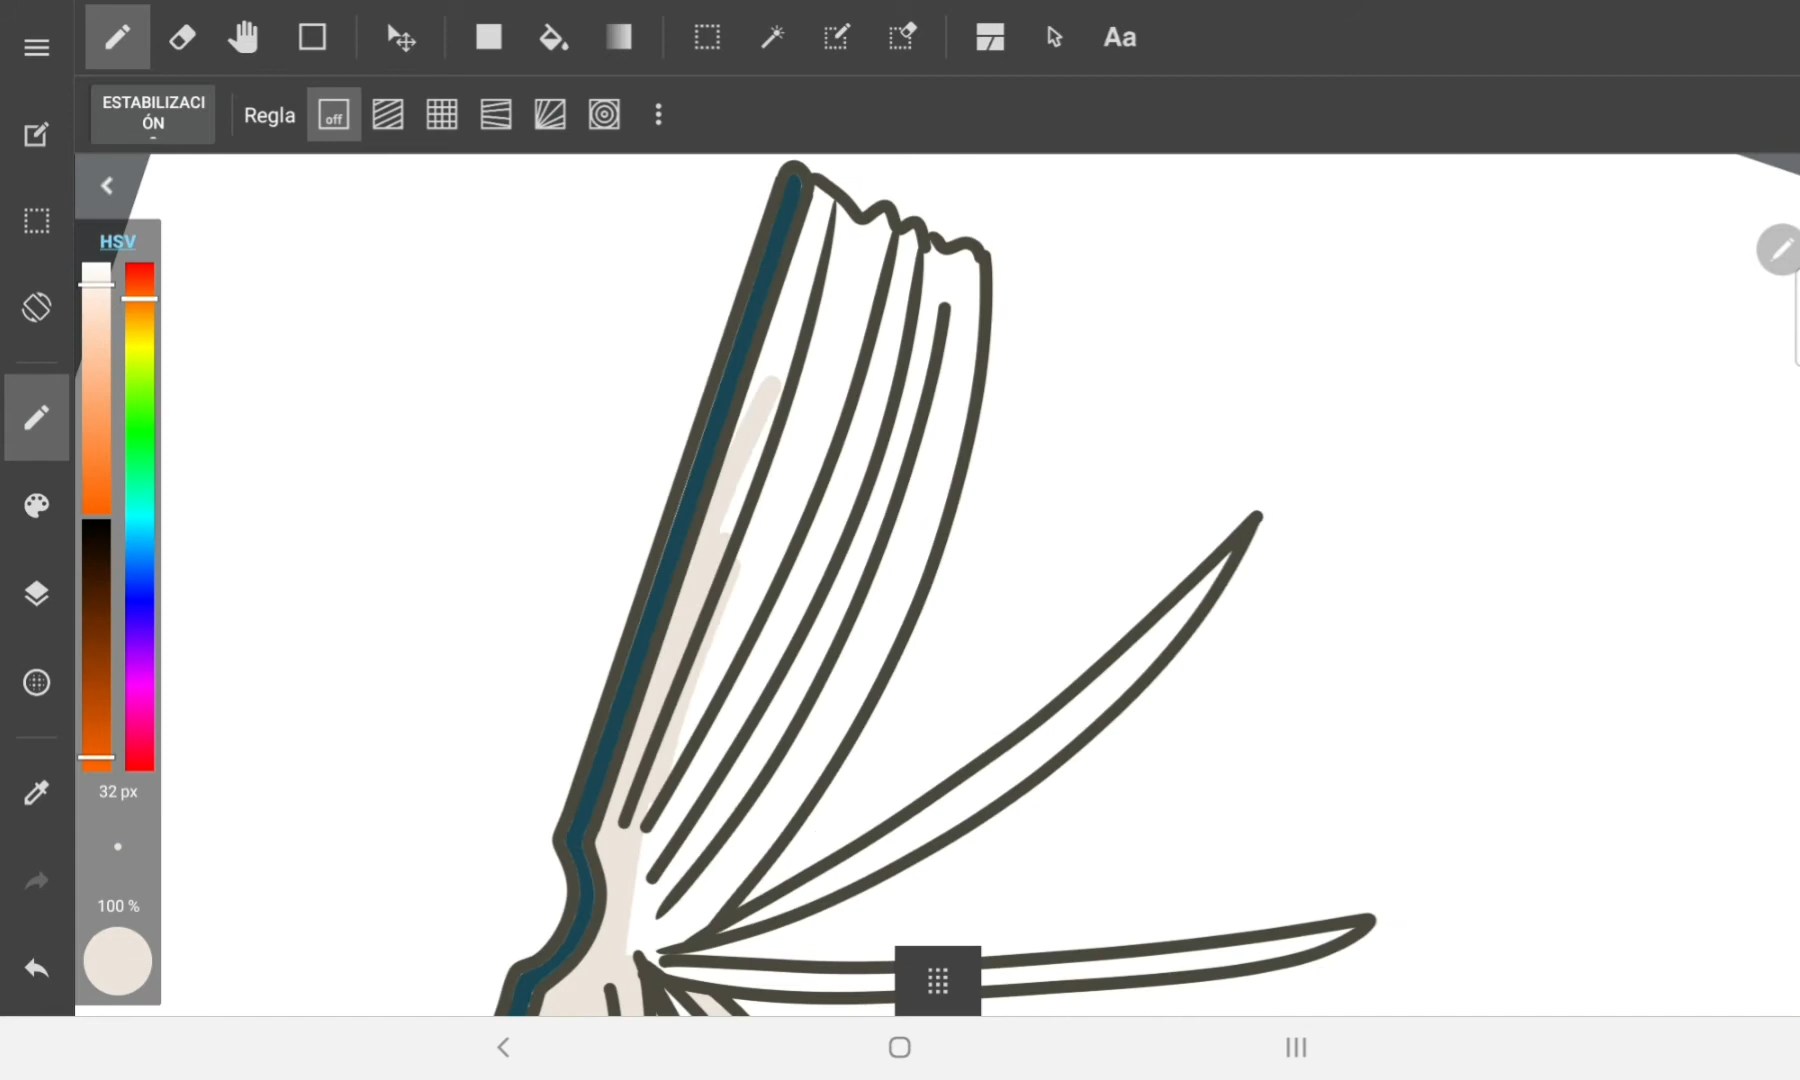 Aa
ESTABILIZACI
ÓN
Regla
off
HSV
32 px
100 %